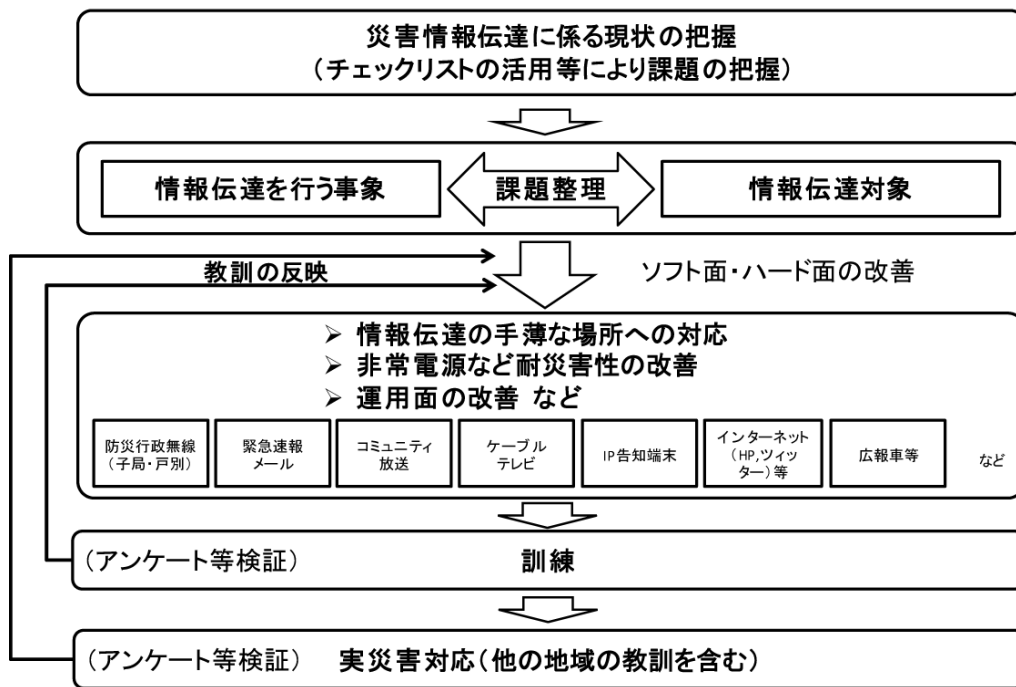 災害情報伝達に係る現状の把握
（チェックリストの活用等により課題の把握）
情報伝達を行う事象
課題整理
情報伝達対象
教訓の反映
ソフト面・ハード面の改善
➢ 情報伝達の手薄な場所への対応
➢ 非常電源など耐災害性の改善
➢ 運用面の改善 など
防災行政無線
（子局・戸別）
緊急速報
メール
コミュニティ
放送
ケーブル
テレビ
IP告知端末
インターネット
（HP,ツィッ
ター）等
広報車等
など
（アンケート等検証）
訓練
（アンケート等検証）
実災害対応（他の地域の教訓を含む）